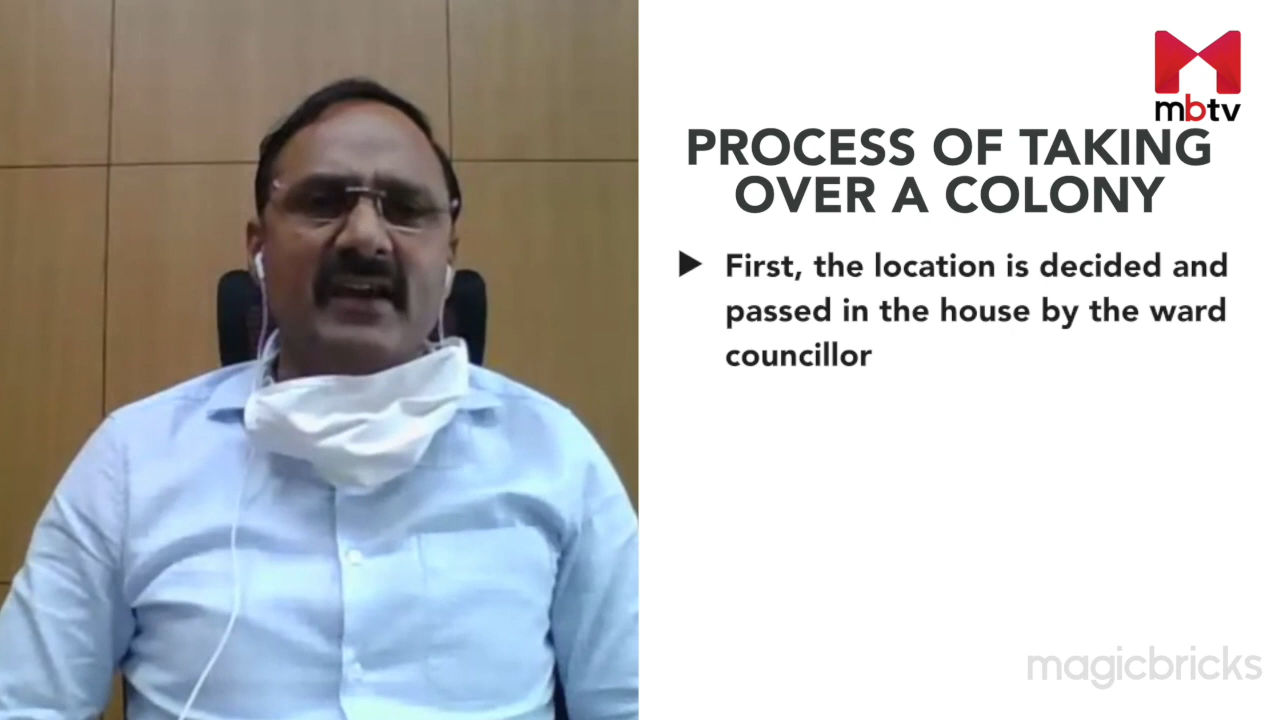 mbtv
PROCESS OF TAKING
OVER A COLONY
First, the location is decided and
passed in the house by the ward
councillor
magicbricks